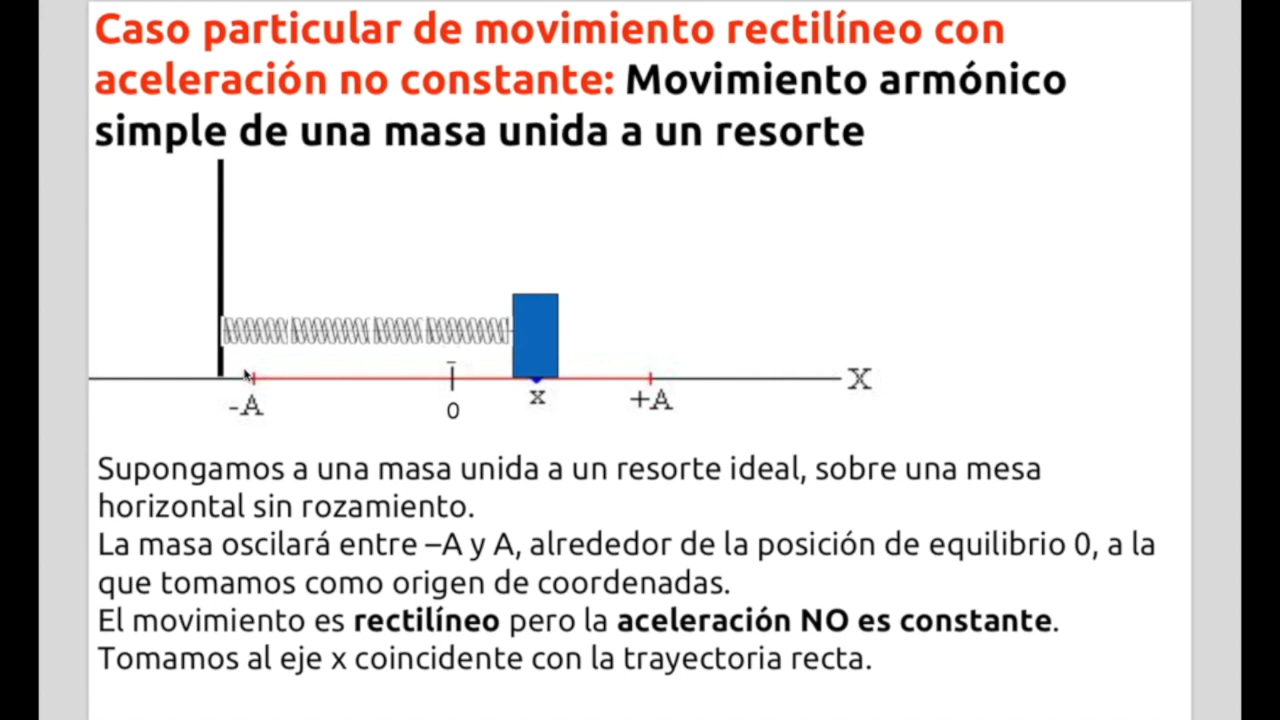 Caso particular de movimiento rectilíneo con
aceleración no constante: Movimiento armónico
simple de una masa unida a un resorte
X
-A
0
x
+A
Supongamos a una masa unida a un resorte ideal, sobre una mesa
horizontal sin rozamiento.
La masa oscilará entre –A y A, alrededor de la posición de equilibrio 0, a la
que tomamos como origen de coordenadas.
El movimiento es rectilíneo pero la aceleración NO es constante.
Tomamos al eje x coincidente con la trayectoria recta.